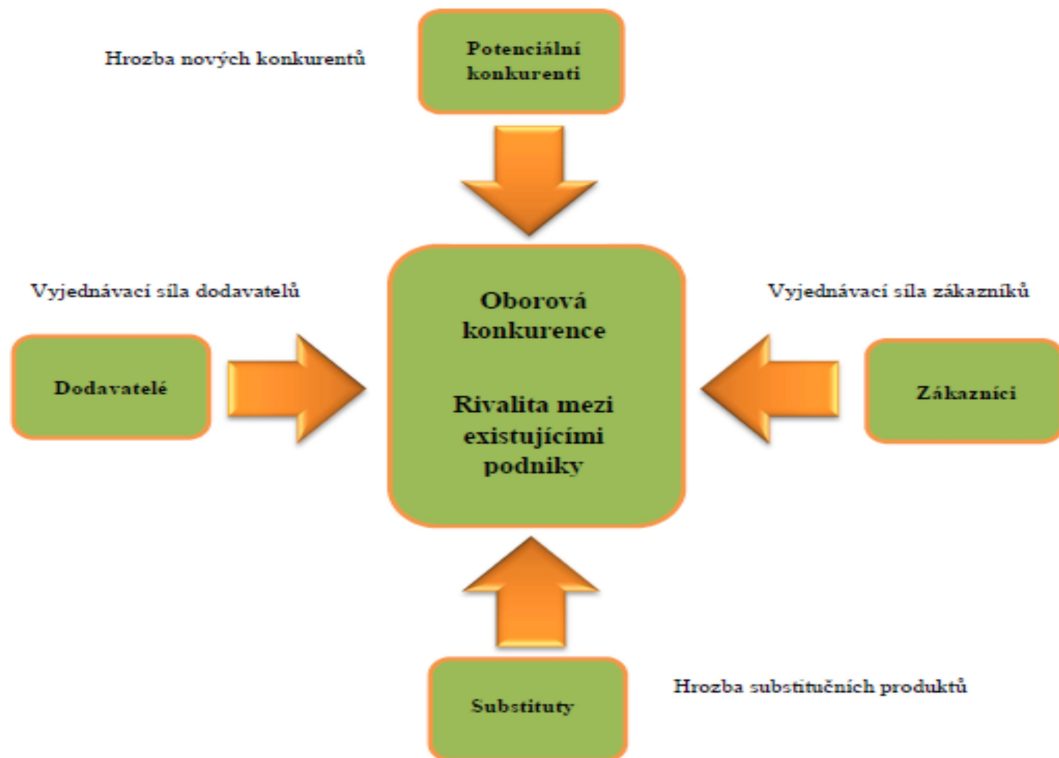 Potenciální
konkurenti
Hrozba nových konkurentů
Vyjednávací síla dodavatelů
Vyjednávací síla zákazníků
Oborová
konkurence
Rivalita mezi
existujícími
podniky
Dodavatelé
Zákazníci
Substituty
Hrozba substitučních produktů